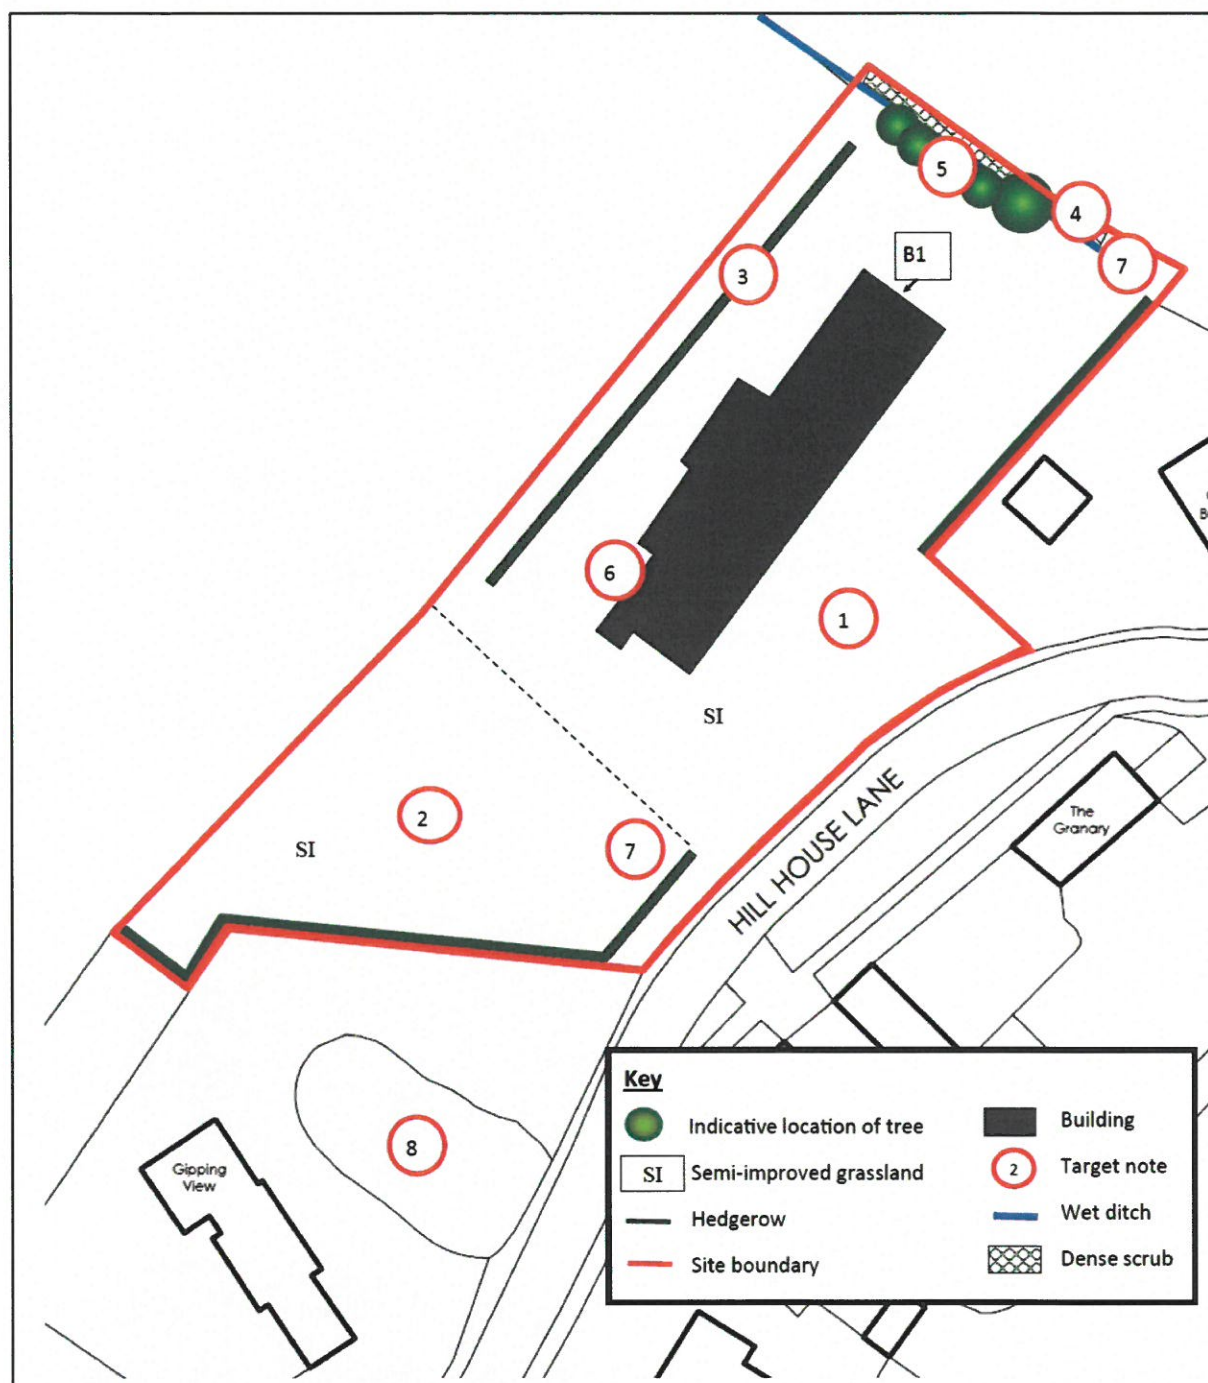 5
4
7
B1
3
6
1
SI
2
SI
7
HILL HOUSE LANE
The
Granary
8
Gipping
View
Key
Indicative location of tree
SI Semi-improved grassland
Hedgerow
Site boundary
Building
2 Target note
Wet ditch
Dense scrub